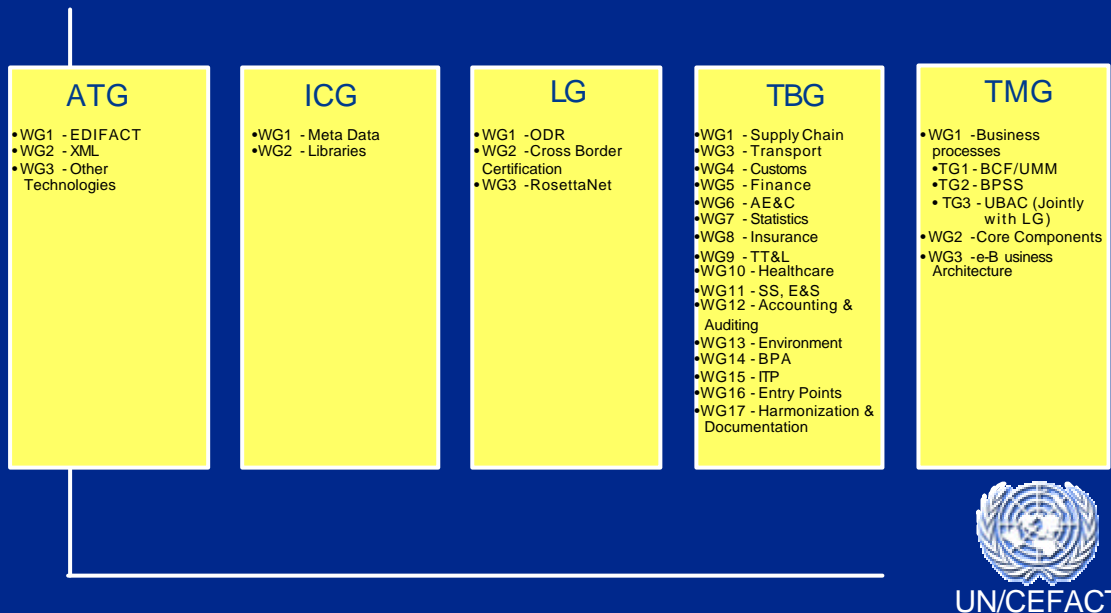 ATG
•WG1 - EDIFACT
•WG2 - XML
•WG3 - Other
Technologies
ICG
•WG1 - Meta Data
•WG2 - Libraries
LG
•WG1 -ODR
•WG2 -Cross Border
Certification
•WG3 -RosettaNet
TBG
•WG1 - Supply Chain
•WG3 - Transport
•WG4 - Customs
•WG5 - Finance
•WG6 - AE&C
•WG7 - Statistics
•WG8 - Insurance
•WG9 - TT&L
•WG10 - Healthcare
•WG11 - SS, E&S
•WG12 - Accounting &
Auditing
•WG13 - Environment
•WG14 - BPA
•WG15 - ITP
•WG16 - Entry Points
•WG17 - Harmonization &
Documentation
TMG
•WG1 -Business
processes
•TG1 - BCF/UMM
•TG2 - BPSS
• TG3 - UBAC (Jointly
with LG)
•WG2 -Core Components
•WG3 -e-B usiness
Architecture
UN/CEFACT